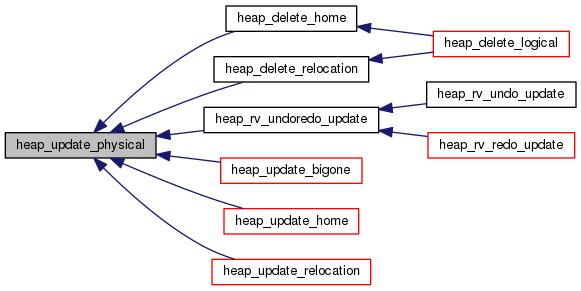 heap_delete_home
heap_delete_logical
heap_delete_relocation
heap_rv_undo_update
heap_rv_undoredo_update
heap_update_physical
heap_rv_redo_update
heap_update_bigone
heap_update_home
heap_update_relocation